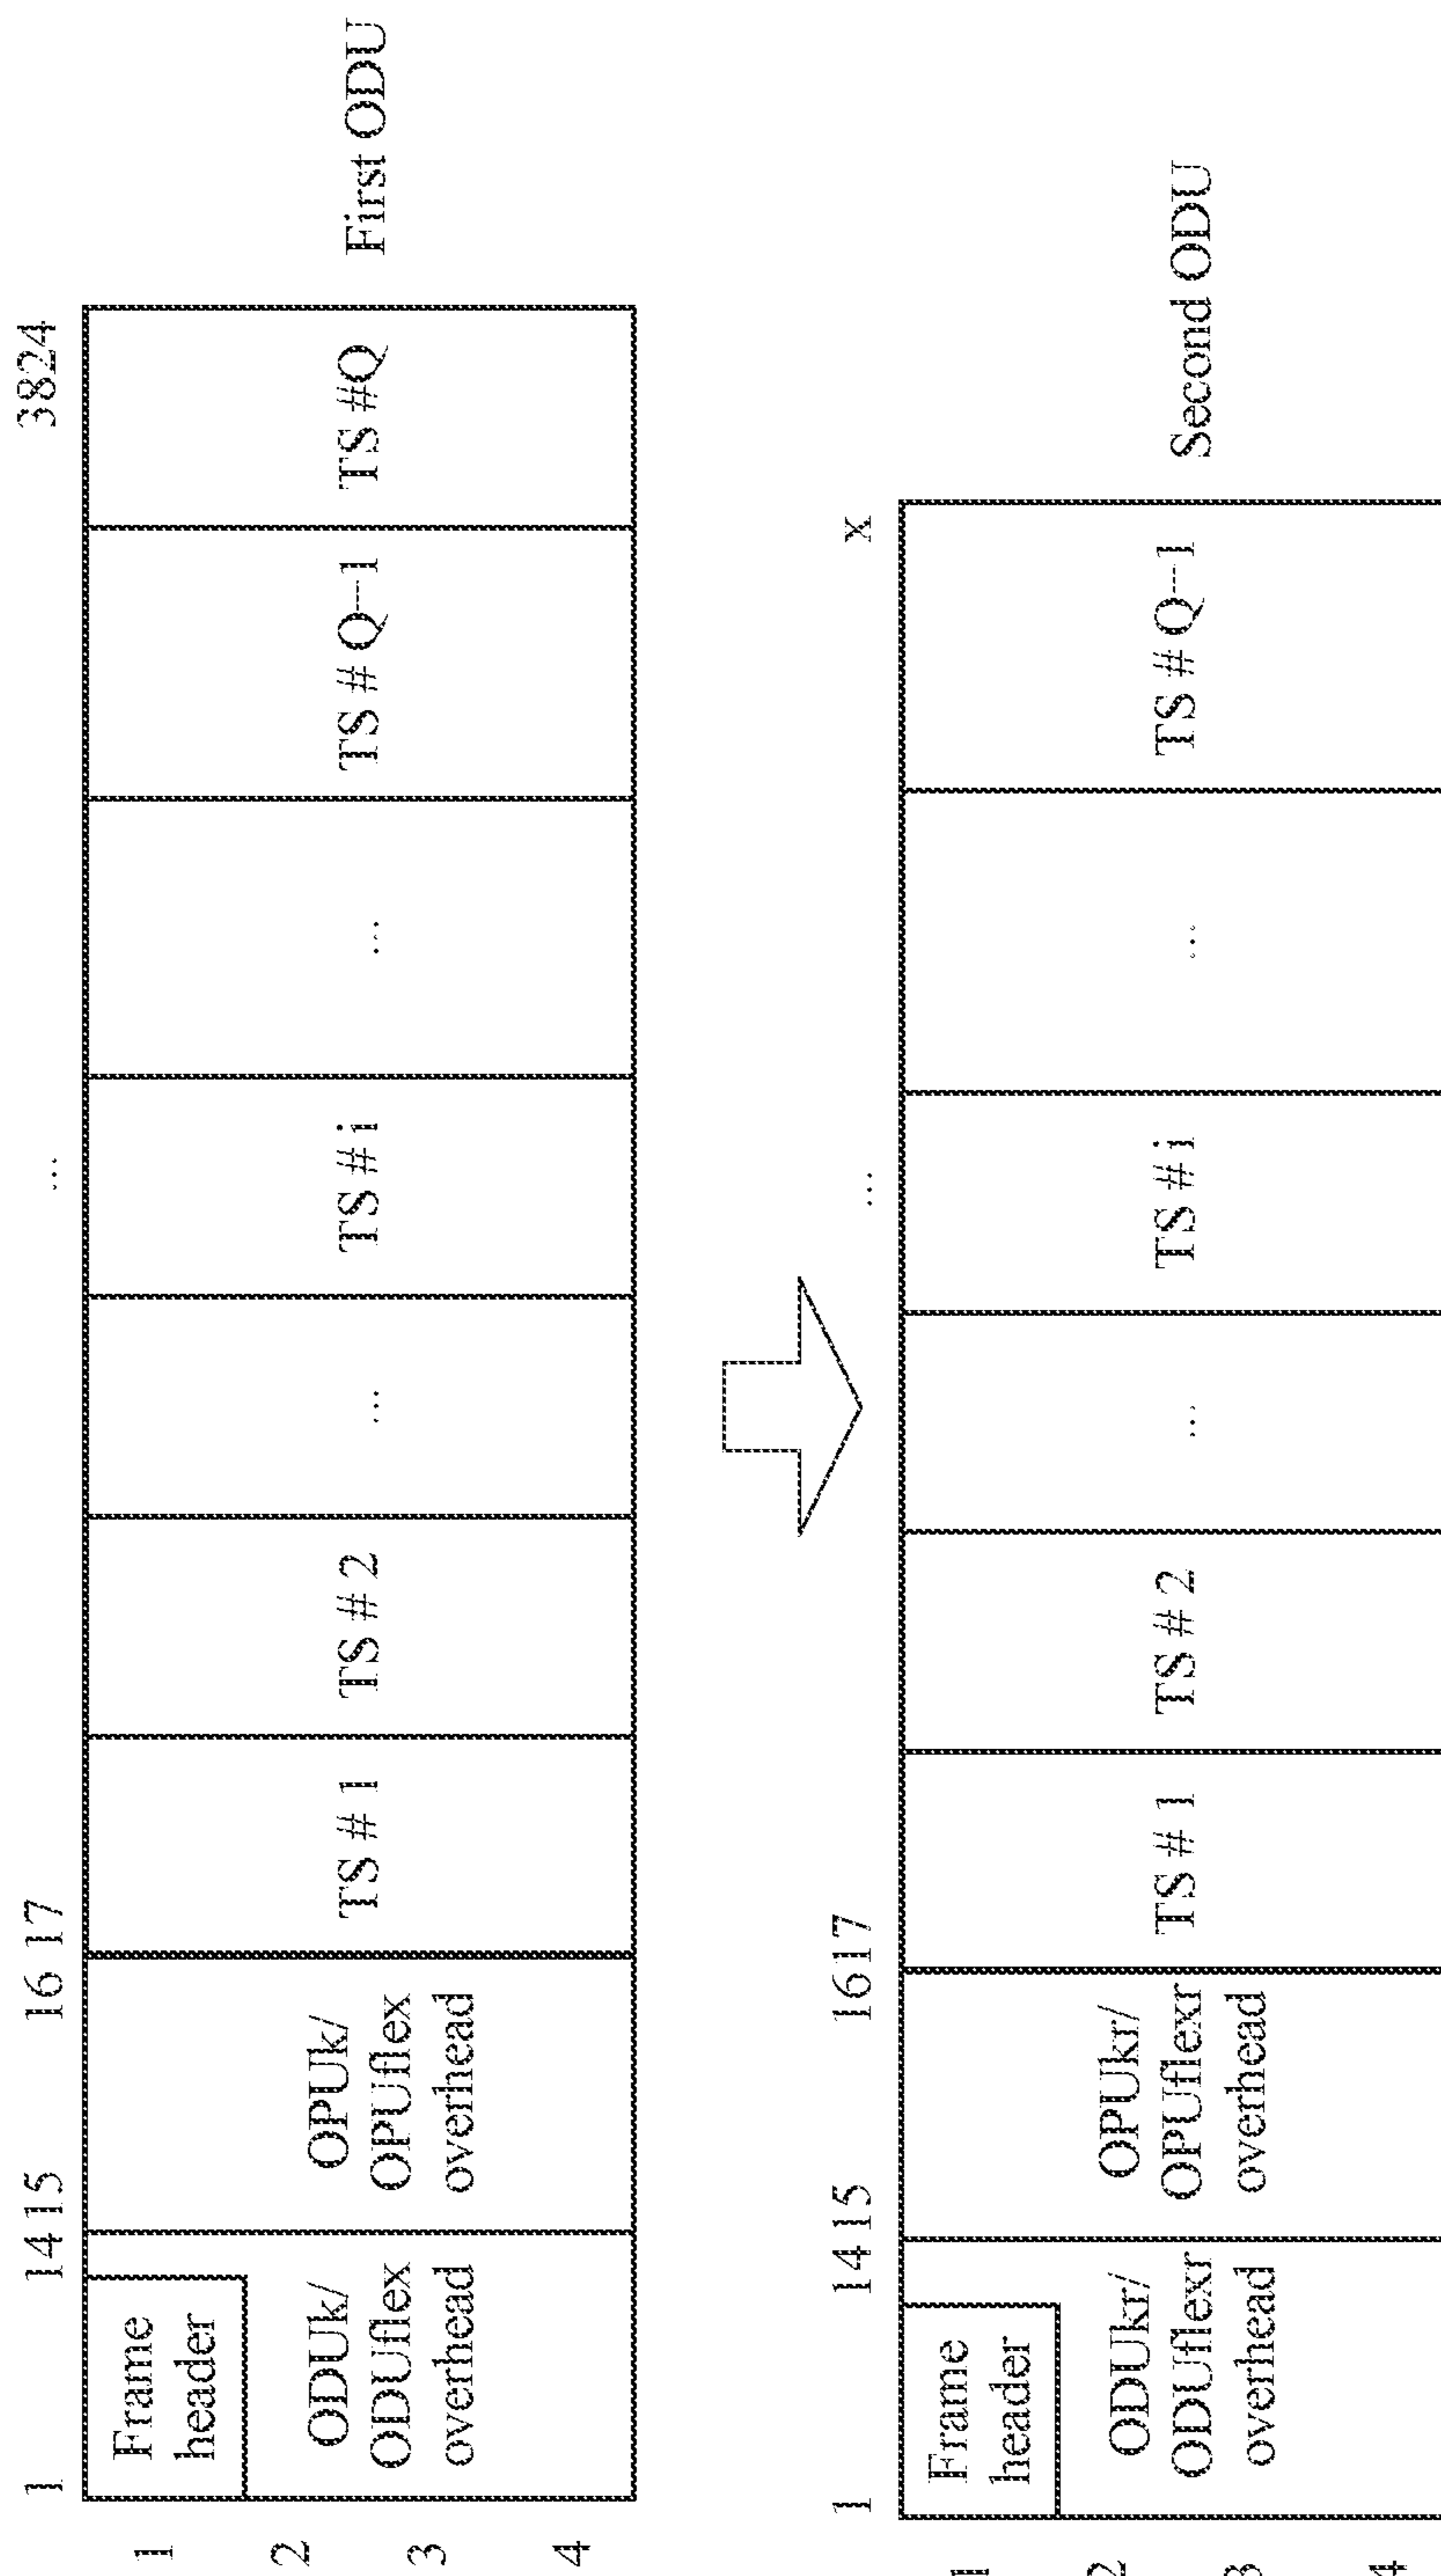 1 14 15 16 17 ... 3824
1
2
3
4
Frame
header
ODUk/
ODUflex
overhead
OPUk/
OPUflex
overhead
TS # 1
TS # 2
...
TS # i
...
TS # Q-1
TS #Q
First ODU
1 14 15 1617 ... x
1
2
3
4
Frame
header
ODUkr/
ODUflexr
overhead
OPUkr/
OPUflexr
overhead
TS # 1
TS # 2
...
TS # i
...
TS # Q-1
Second ODU